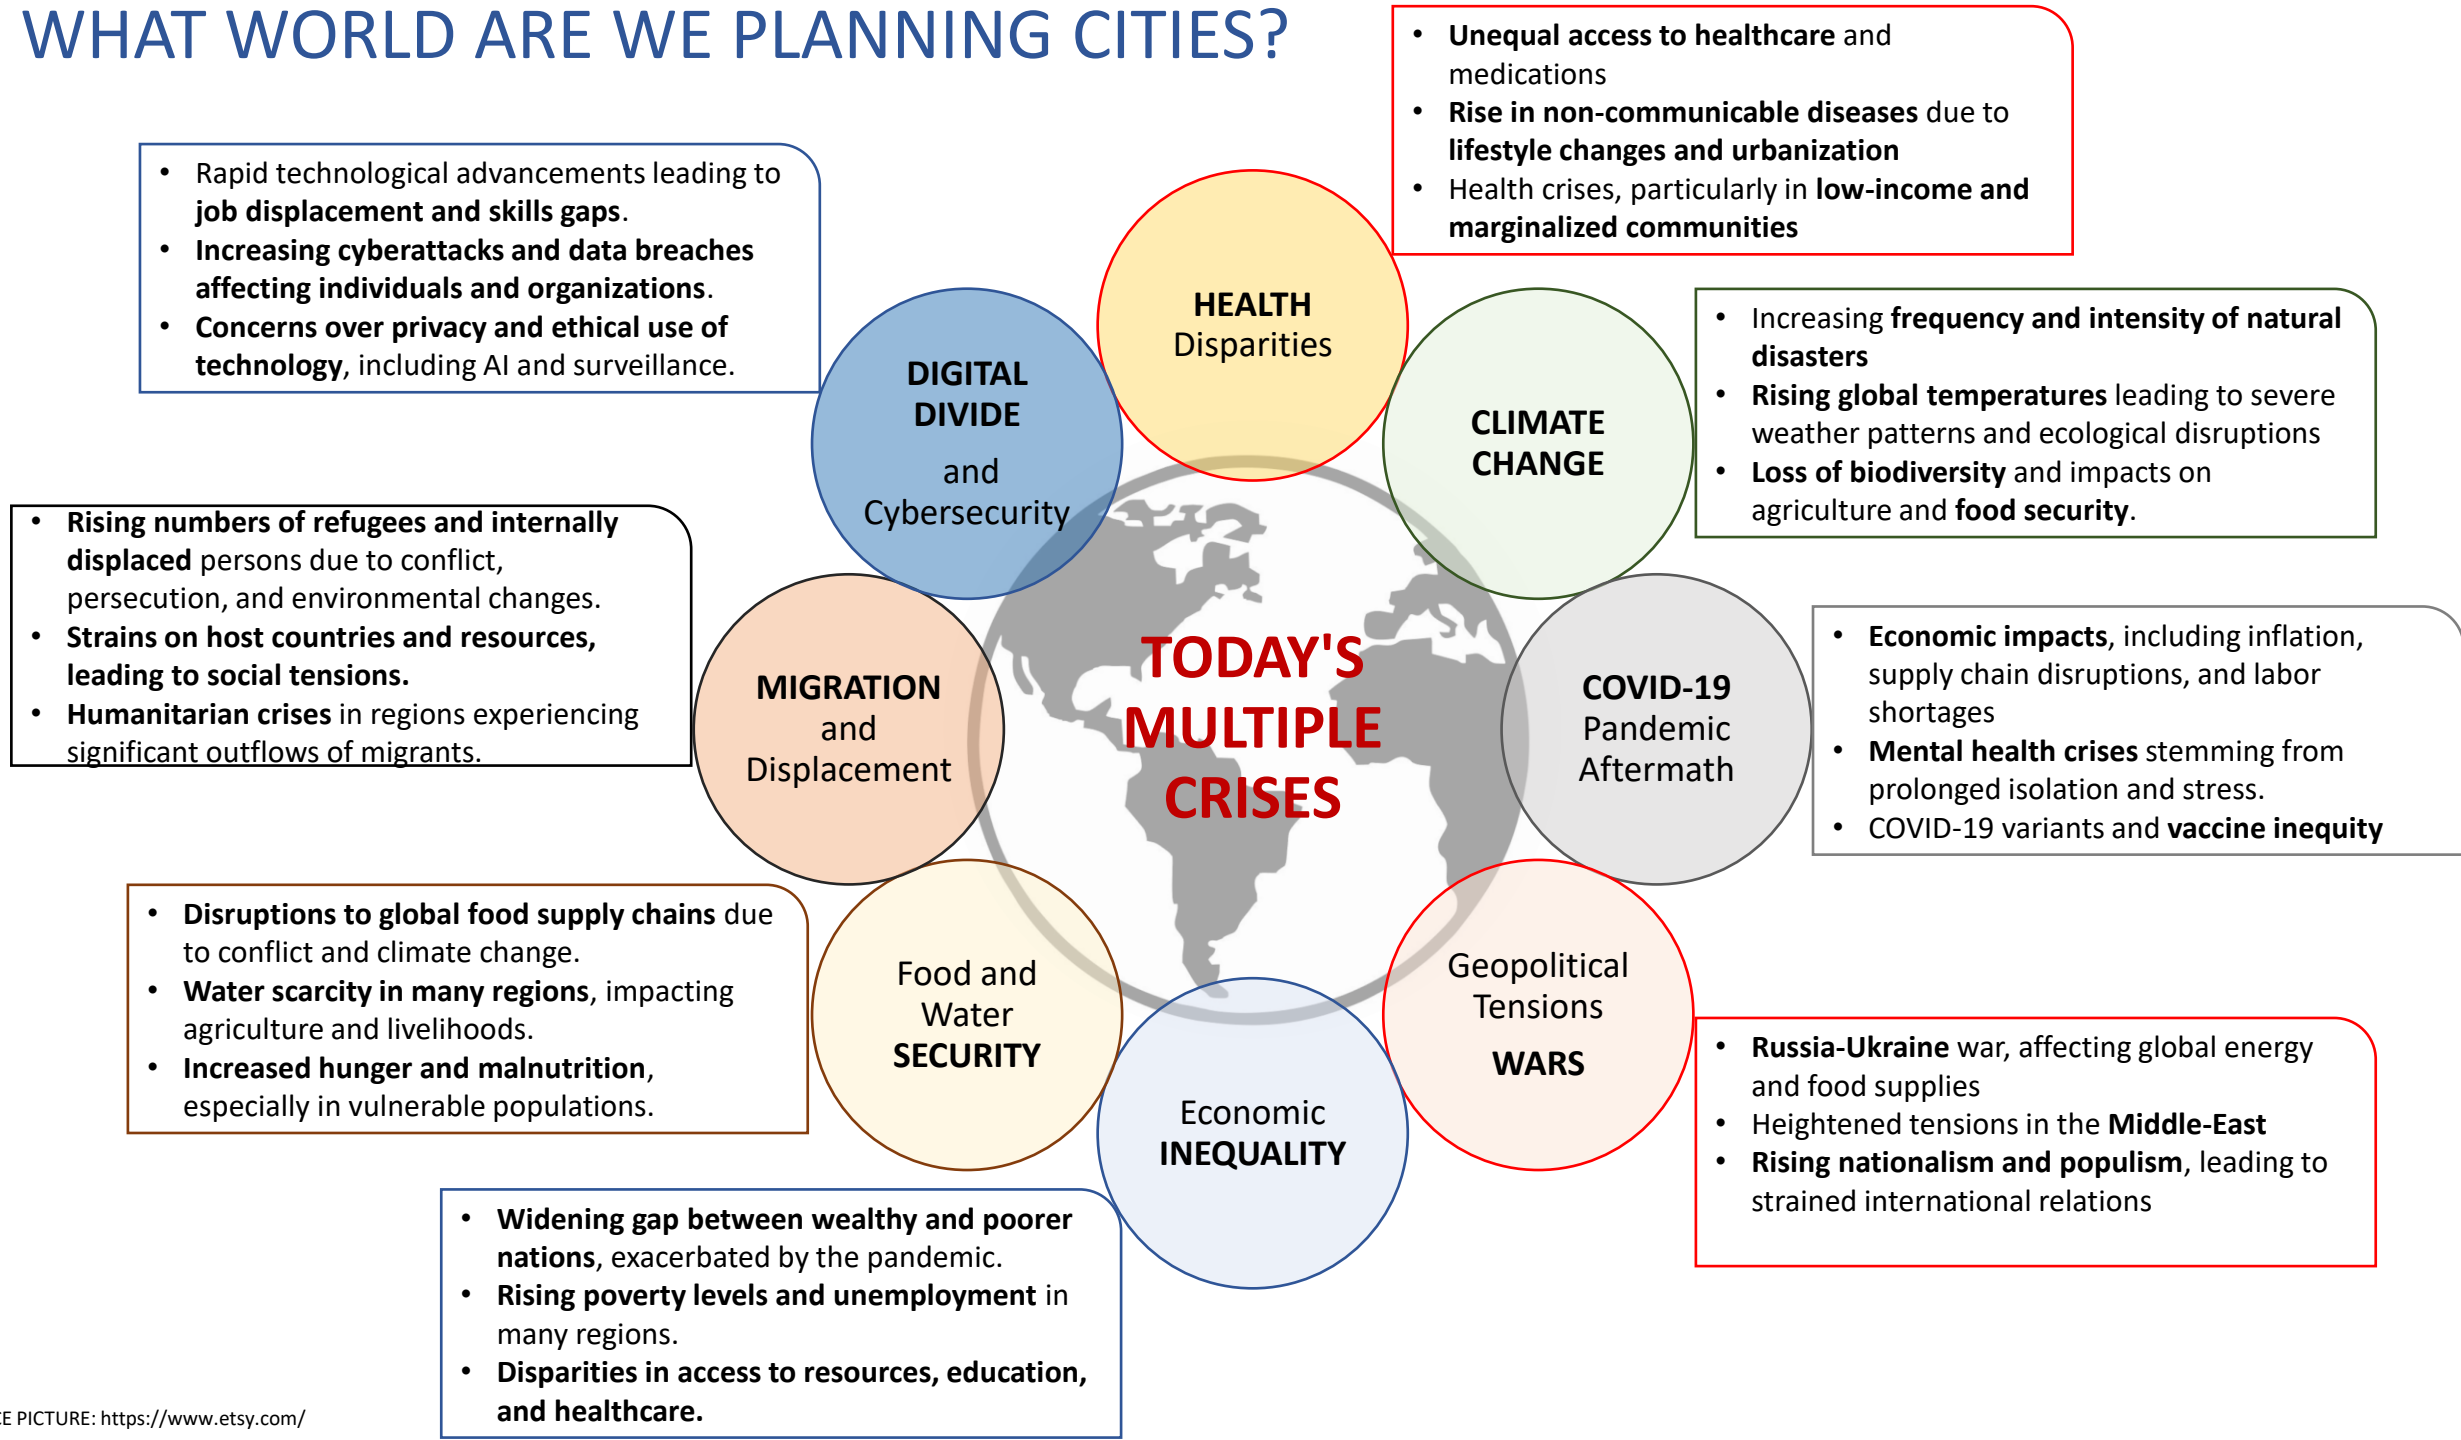 WHAT WORLD ARE WE PLANNING CITIES?
• Unequal access to healthcare and
medications
• Rise in non-communicable diseases due to
lifestyle changes and urbanization
• Health crises, particularly in low-income and
marginalized communities
• Rapid technological advancements leading to
job displacement and skills gaps.
• Increasing cyberattacks and data breaches
affecting individuals and organizations.
• Concerns over privacy and ethical use of
technology, including AI and surveillance.
HEALTH
Disparities
DIGITAL
DIVIDE
and
Cybersecurity
CLIMATE
CHANGE
• Increasing frequency and intensity of natural
disasters
• Rising global temperatures leading to severe
weather patterns and ecological disruptions
• Loss of biodiversity and impacts on
agriculture and food security.
• Rising numbers of refugees and internally
displaced persons due to conflict,
persecution, and environmental changes.
• Strains on host countries and resources,
leading to social tensions.
• Humanitarian crises in regions experiencing
significant outflows of migrants.
MIGRATION
and
Displacement
TODAY'S
MULTIPLE
CRISES
COVID-19
Pandemic
Aftermath
• Economic impacts, including inflation,
supply chain disruptions, and labor
shortages
• Mental health crises stemming from
prolonged isolation and stress.
• COVID-19 variants and vaccine inequity
• Disruptions to global food supply chains due
to conflict and climate change.
• Water scarcity in many regions, impacting
agriculture and livelihoods.
• Increased hunger and malnutrition,
especially in vulnerable populations.
Food and
Water
SECURITY
Economic
INEQUALITY
Geopolitical
Tensions
WARS
• Russia-Ukraine war, affecting global energy
and food supplies
• Heightened tensions in the Middle-East
• Rising nationalism and populism, leading to
strained international relations
• Widening gap between wealthy and poorer
nations, exacerbated by the pandemic.
• Rising poverty levels and unemployment in
many regions.
• Disparities in access to resources, education,
and healthcare.
CE PICTURE: https://www.etsy.com/